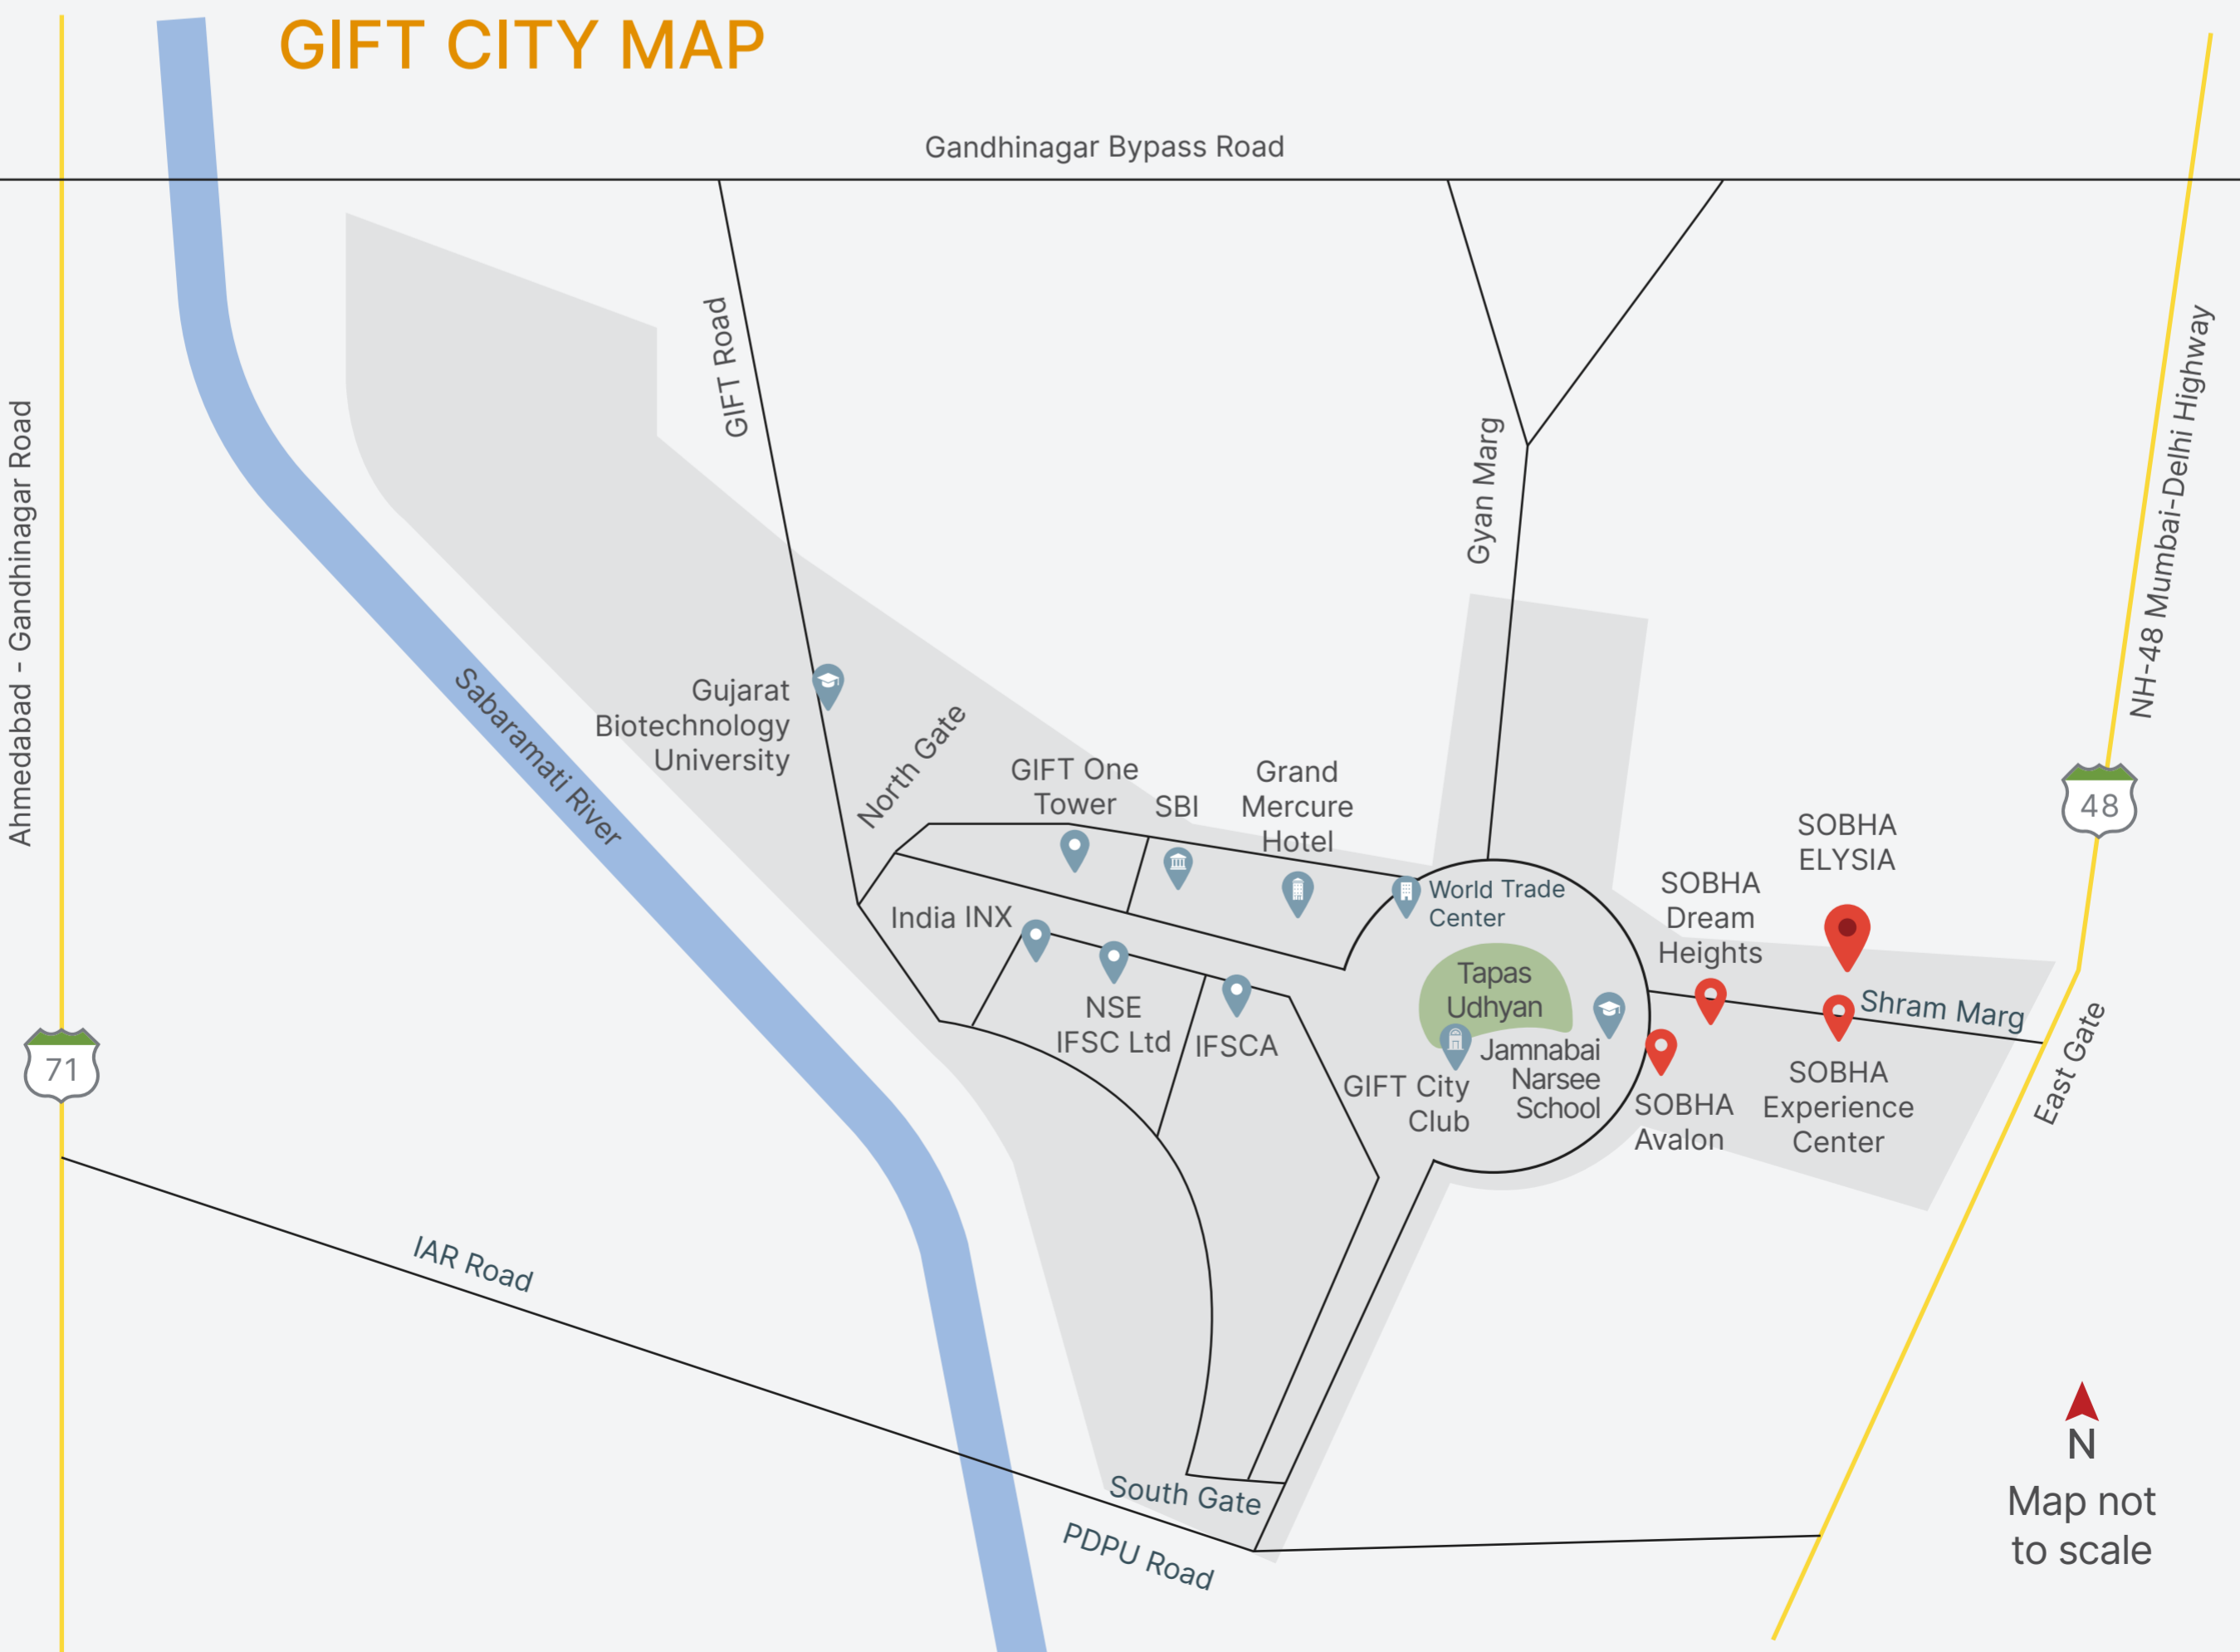 GIFT CITY MAP
Gandhinagar Bypass Road
Ahmedabad - Gandhinagar Road
GIFT Road
Gyan Marg
NH-48 Mumbai-Delhi Highway
Sabaramati River
Gujarat
Biotechnology
University
North Gate
GIFT One
Tower
SBI
Grand
Mercure
Hotel
48
SOBHA
ELYSIA
World Trade
Center
SOBHA
Dream
Heights
India INX
Tapas
Udhyan
NSE
IFSC Ltd
IFSCA
Shram Marg
East Gate
71
Jamnabai
Narsee
School
GIFT City
Club
SOBHA
Avalon
SOBHA
Experience
Center
IAR Road
South Gate
PDPU Road
N
Map not
to scale